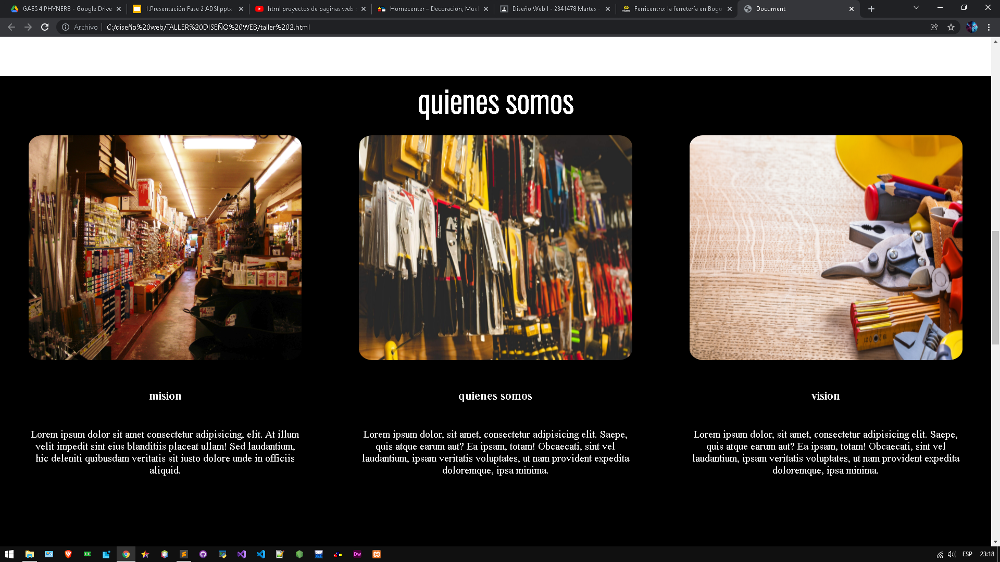 GAES 4 PHYNERB - Google Drive
1.Presentación Fase 2 ADSI.pptx
html proyectos de paginas web
Homecenter – Decoración, Mue
Diseño Web I - 2341478 Martes -
Ferricentro: la ferretería en Bogo
Document
Archivo
C:/diseño%20web/TALLER%20DISEÑO%20WEB/taller%202.html
quienes somos
mision
quienes somos
vision
Lorem ipsum dolor sit amet consectetur adipisicing, elit. At illum
velit impedit sint eius blanditiis placeat ullam! Sed laudantium,
hic deleniti quibusdam veritatis sit iusto dolore unde in officiis
aliquid.
Lorem ipsum dolor, sit amet, consectetur adipisicing elit. Saepe,
quis atque earum aut? Ea ipsam, totam! Obcaecati, sint vel
laudantium, ipsam veritatis voluptates, ut nam provident expedita
doloremque, ipsa minima.
Lorem ipsum dolor, sit amet, consectetur adipisicing elit. Saepe,
quis atque earum aut? Ea ipsam, totam! Obcaecati, sint vel
laudantium, ipsam veritatis voluptates, ut nam provident expedita
doloremque, ipsa minima.
Dw
ESP
23:18